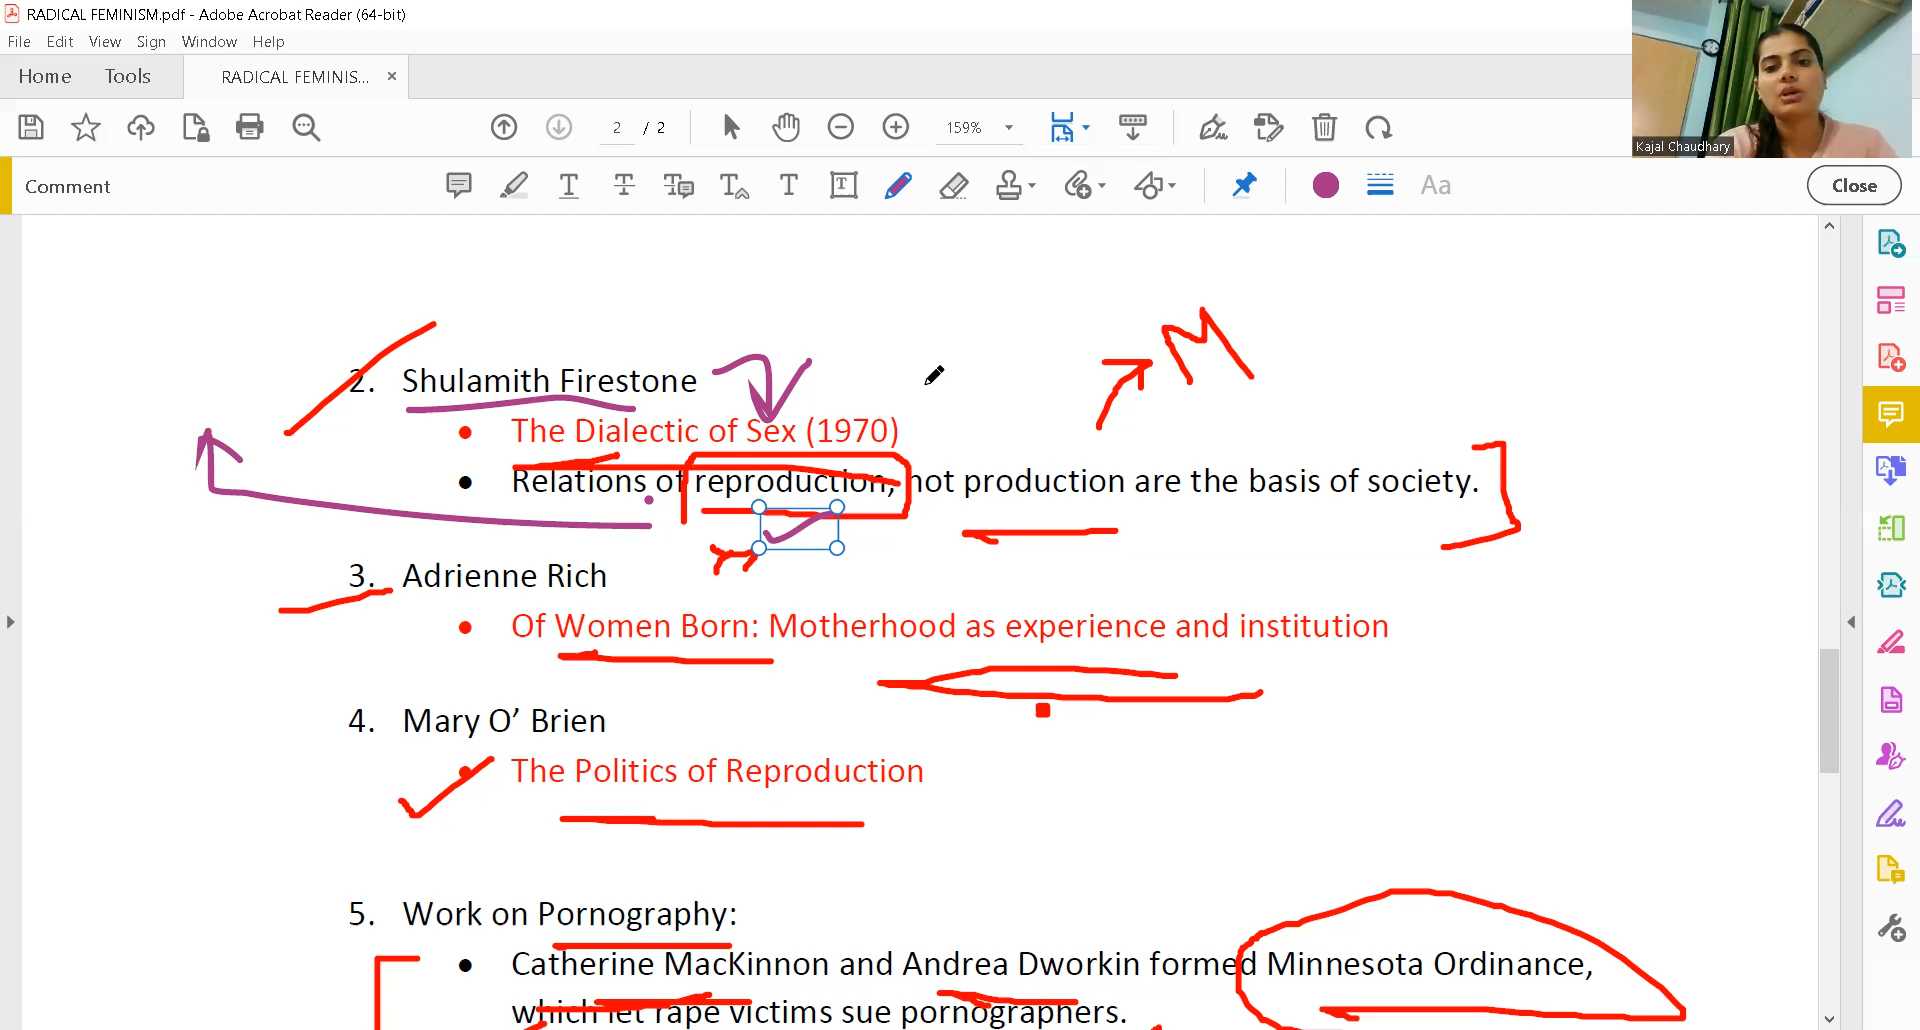 RADICAL FEMINISM.pdf - Adobe Acrobat Reader (64-bit)
File Edit View Sign Window Help
Home Tools RADICAL FEMINIS... ×
2 / 2 159%
Kajal Chaudhary
Comment Aa Close
M
2. Shulamith Firestone
• The Dialectic of Sex (1970)
• Relations of reproduction, not production are the basis of society.
3. Adrienne Rich
• Of Women Born: Motherhood as experience and institution
4. Mary O’ Brien
• The Politics of Reproduction
5. Work on Pornography:
• Catherine MacKinnon and Andrea Dworkin formed Minnesota Ordinance,
which let rape victims sue pornographers.